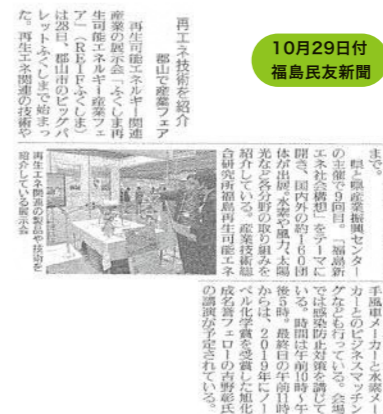 10月29日付
福島民友新聞
再エネ技術を紹介
郡山で産業フェア
再生可能エネルギー関連
産業の展示会「ふくしま再
生可能エネルギー産業フェ
ア」(REIFふくしま)
は28日、郡山市のビッグパ
レットふくしまで始まっ
た。再生エネ関連の技術や
再生エネ関連の製品や技術を
紹介している展示会
まで。
県と県産業振興センター
の主催で9回目。「福島新
エネ社会構想」をテーマに
開き、国内外の約160団
体が出展。水素や風力、太陽
光など各分野の取り組みを
紹介している。産業技術総
合研究所福島再生可能エネ
手風車メーカーと水素メー
カーとのビジネスマッチン
グなども行っている。会場
では感染防止対策を講じて
いる。時間は午前10時～午
後5時。最終日の午前11時
からは、2019年にノー
ベル化学賞を受賞した旭化
成名誉フェローの吉野彰氏
の講演が予定されている。